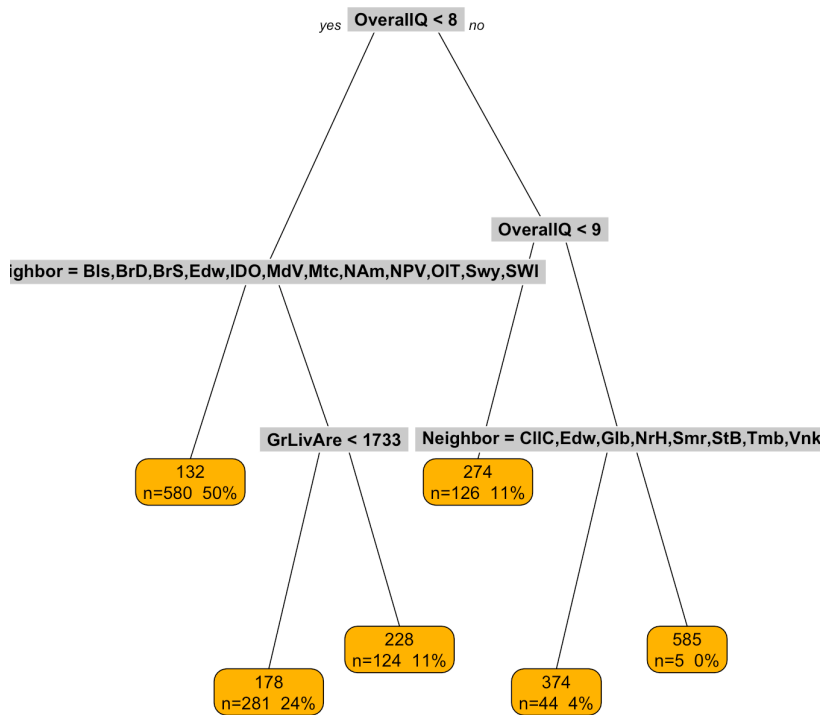 yes OverallQ < 8 no
OverallQ < 9
ighbor = Bls,BrD,BrS,Edw,IDO,MdV,Mtc,NAm,NPV,OlT,Swy,SWI
GrLivAre < 1733
Neighbor = CllC,Edw,Glb,NrH,Smr,StB,Tmb,Vnk
132
n=580 50%
274
n=126 11%
228
n=124 11%
585
n=5 0%
178
n=281 24%
374
n=44 4%